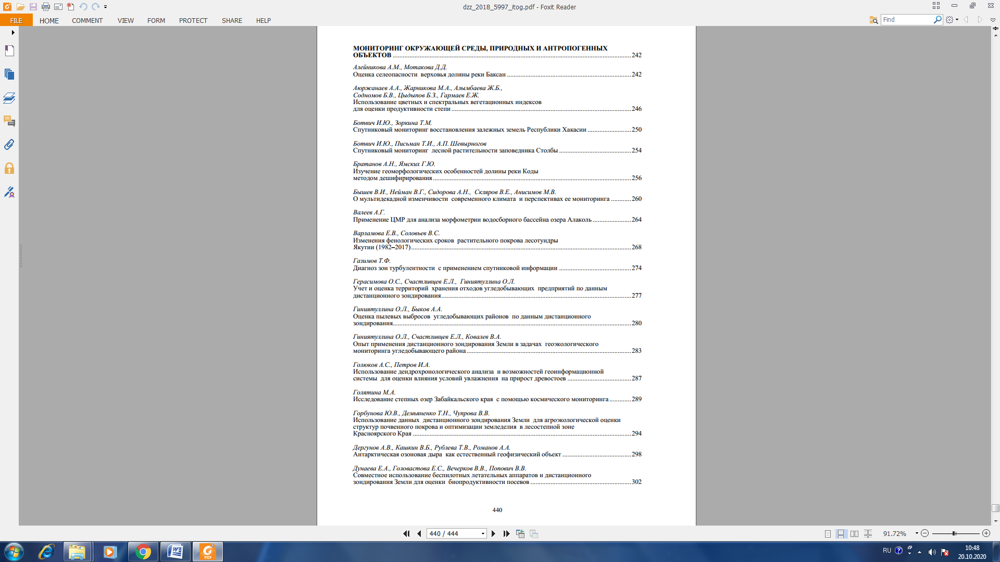 dzz_2018_5997_itog.pdf - Foxit Reader
FILE HOME COMMENT VIEW FORM PROTECT SHARE HELP
Find
МОНИТОРИНГ ОКРУЖАЮЩЕЙ СРЕДЫ, ПРИРОДНЫХ И АНТРОПОГЕННЫХ
ОБЪЕКТОВ ........ 242
Алейникова А.М., Мотакова Д.Д.
Оценка селеопасности верховья долины реки Баксан ........ 242
Аюржанаев А.А., Жарникова М.А., Алымбаева Ж.Б.,
Содномов Б.В., Цыдыпов Б.З., Гармаев Е.Ж.
Использование цветных и спектральных вегетационных индексов
для оценки продуктивности степи ........ 246
Ботвич И.Ю., Зоркина Т.М.
Спутниковый мониторинг восстановления залежных земель Республики Хакасии ........ 250
Ботвич И.Ю., Письман Т.И., А.П. Шевырногов
Спутниковый мониторинг лесной растительности заповедника Столбы ........ 254
Братанов А.Н., Ямских Г.Ю.
Изучение геоморфологических особенностей долины реки Коды
методом дешифрирования ........ 256
Бышев В.И., Нейман В.Г., Сидорова А.Н., Скляров В.Е., Анисимов М.В.
О мультидекадной изменчивости современного климата и перспективах ее мониторинга ........ 260
Валеев А.Г.
Применение ЦМР для анализа морфометрии водосборного бассейна озера Алаколь ........ 264
Варламова Е.В., Соловьев В.С.
Изменения фенологических сроков растительного покрова лесотундры
Якутии (1982–2017) ........ 268
Газимов Т.Ф.
Диагноз зон турбулентности с применением спутниковой информации ........ 274
Герасимова О.С., Счастливцев Е.Л., Гиниятуллина О.Л.
Учет и оценка территорий хранения отходов угледобывающих предприятий по данным
дистанционного зондирования ........ 277
Гиниятуллина О.Л., Быков А.А.
Оценка пылевых выбросов угледобывающих районов по данным дистанционного
зондирования ........ 280
Гиниятуллина О.Л., Счастливцев Е.Л., Ковалев В.А.
Опыт применения дистанционного зондирования Земли в задачах геоэкологического
мониторинга угледобывающего района ........ 283
Голюков А.С., Петров И.А.
Использование дендрохронологического анализа и возможностей геоинформационной
системы для оценки влияния условий увлажнения на прирост древостоев ........ 287
Голятина М.А.
Исследование степных озер Забайкальского края с помощью космического мониторинга ........ 289
Горбунова Ю.В., Демьяненко Т.Н., Чупрова В.В.
Использование данных дистанционного зондирования Земли для агроэкологической оценки
структур почвенного покрова и оптимизации земледелия в лесостепной зоне
Красноярского Края ........ 294
Дергунов А.В., Кашкин В.Б., Рублева Т.В., Романов А.А.
Антарктическая озоновая дыра как естественный геофизический объект ........ 298
Дунаева Е.А., Головастова Е.С., Вечерков В.В., Попович В.В.
Совместное использование беспилотных летательных аппаратов и дистанционного
зондирования Земли для оценки биопродуктивности посевов ........ 302
440
440 / 444
91.72%
PDF
RU
10:48
20.10.2020